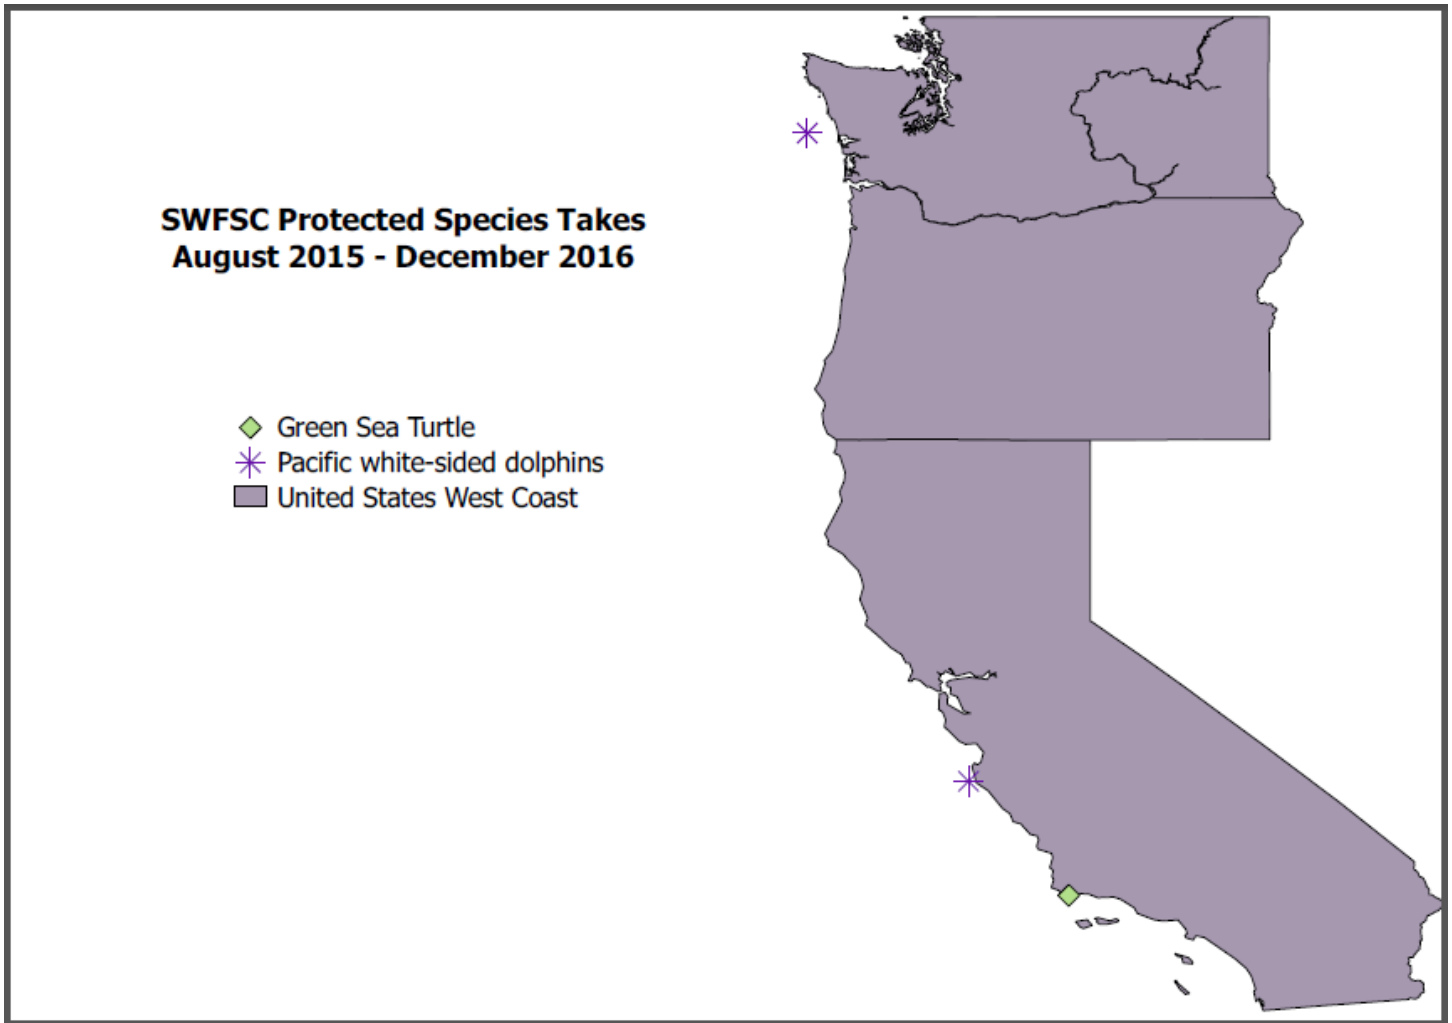 SWFSC Protected Species Takes
August 2015 - December 2016
Green Sea Turtle
Pacific white-sided dolphins
United States West Coast